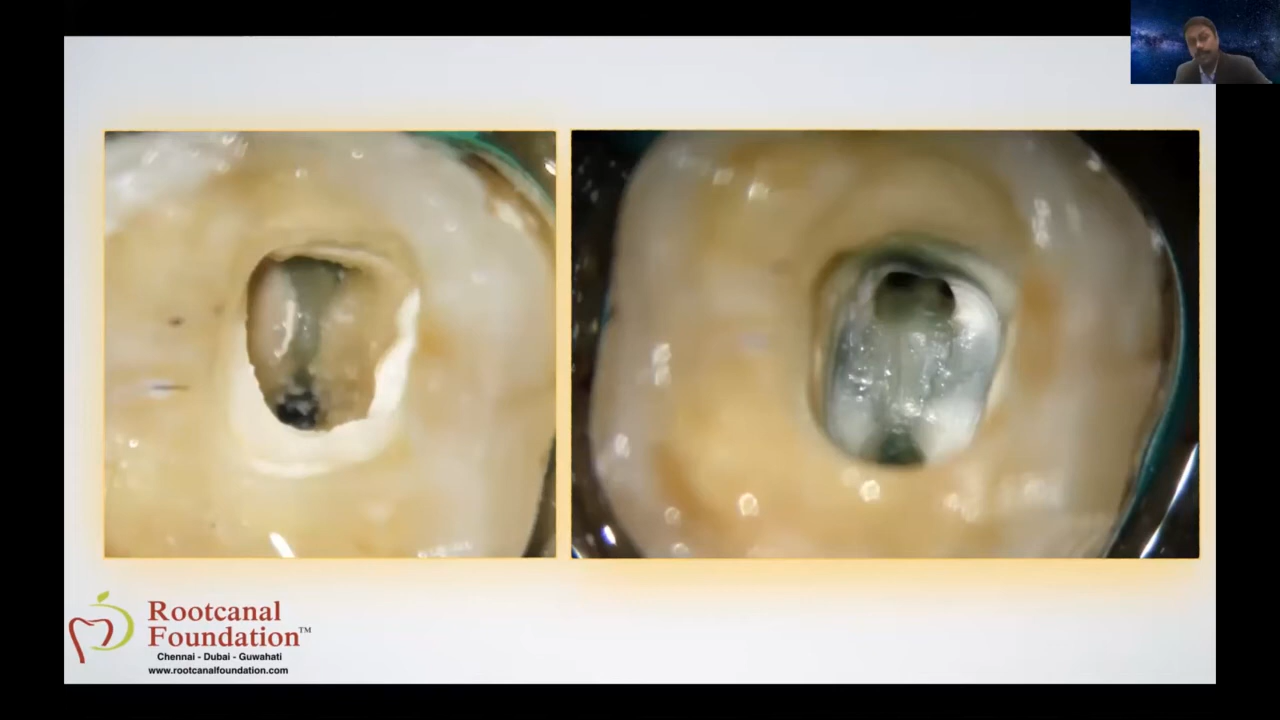 Rootcanal
Foundation™
Chennai - Dubai - Guwahati
www.rootcanalfoundation.com